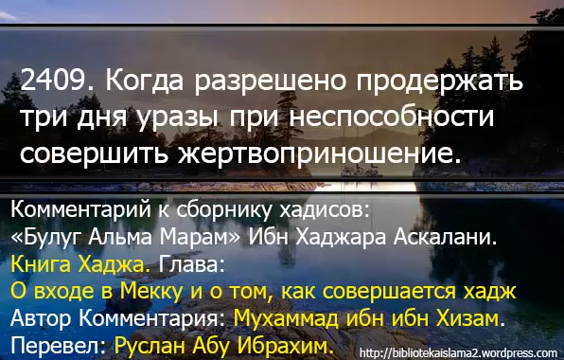 2409. Когда разрешено продержать
три дня уразы при неспособности
совершить жертвоприношение.
Комментарий к сборнику хадисов:
«Булуг Альма Марам» Ибн Хаджара Аскалани.
Книга Хаджа. Глава:
О входе в Мекку и о том, как совершается хадж
Автор Комментария: Мухаммад ибн ибн Хизам.
Перевел: Руслан Абу Ибрахим.
http://bibliotekaislama2.wordpress.com